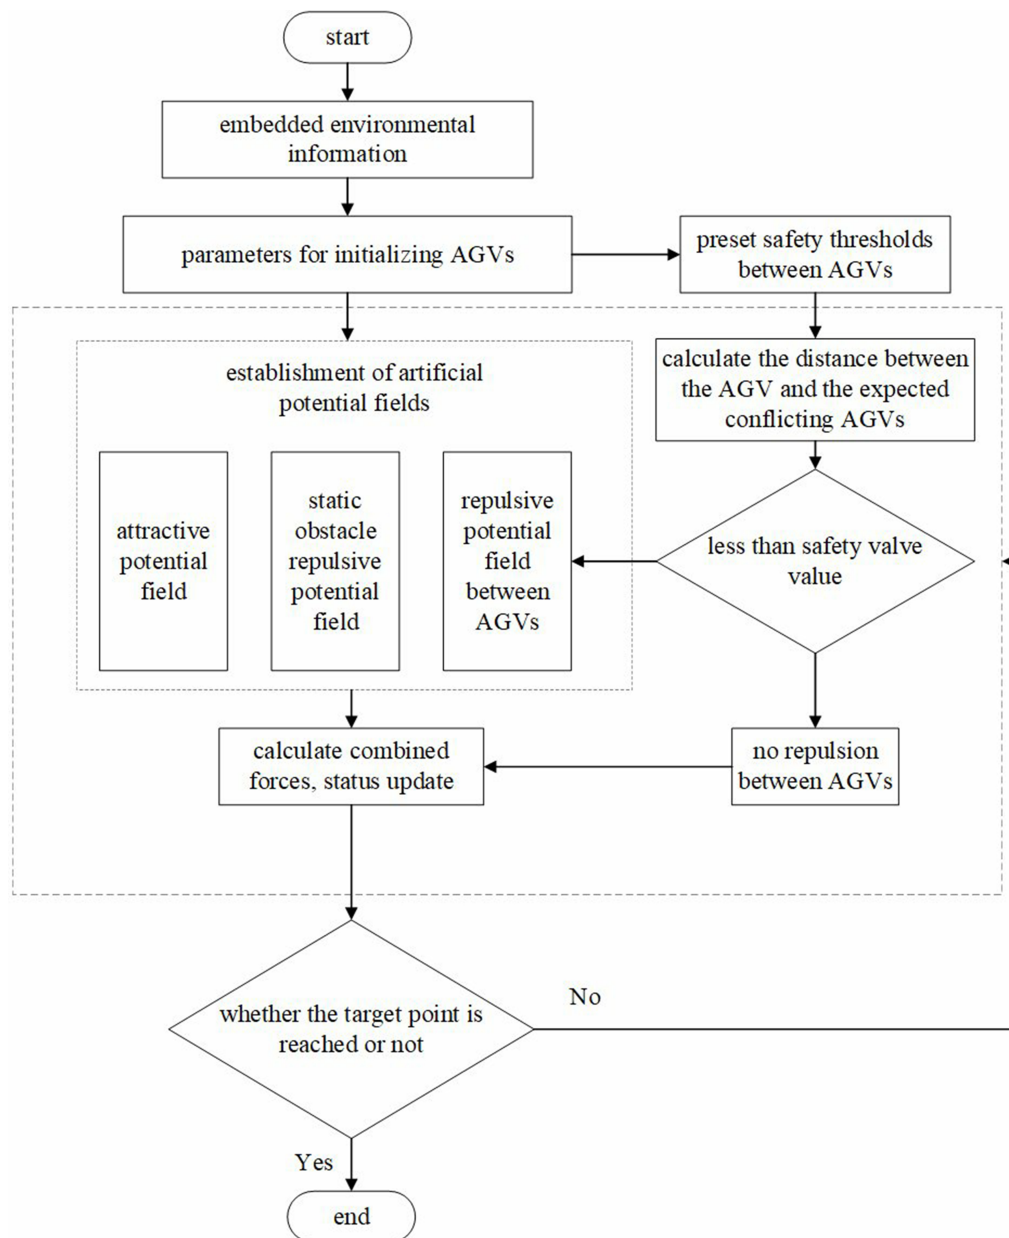 start
embedded environmental
information
parameters for initializing AGVs
preset safety thresholds
between AGVs
establishment of artificial
potential fields
calculate the distance between
the AGV and the expected
conflicting AGVs
attractive
potential
field
static
obstacle
repulsive
potential
field
repulsive
potential
field
between
AGVs
less than safety valve
value
calculate combined
forces, status update
no repulsion
between AGVs
whether the target point is
reached or not
No
Yes
end